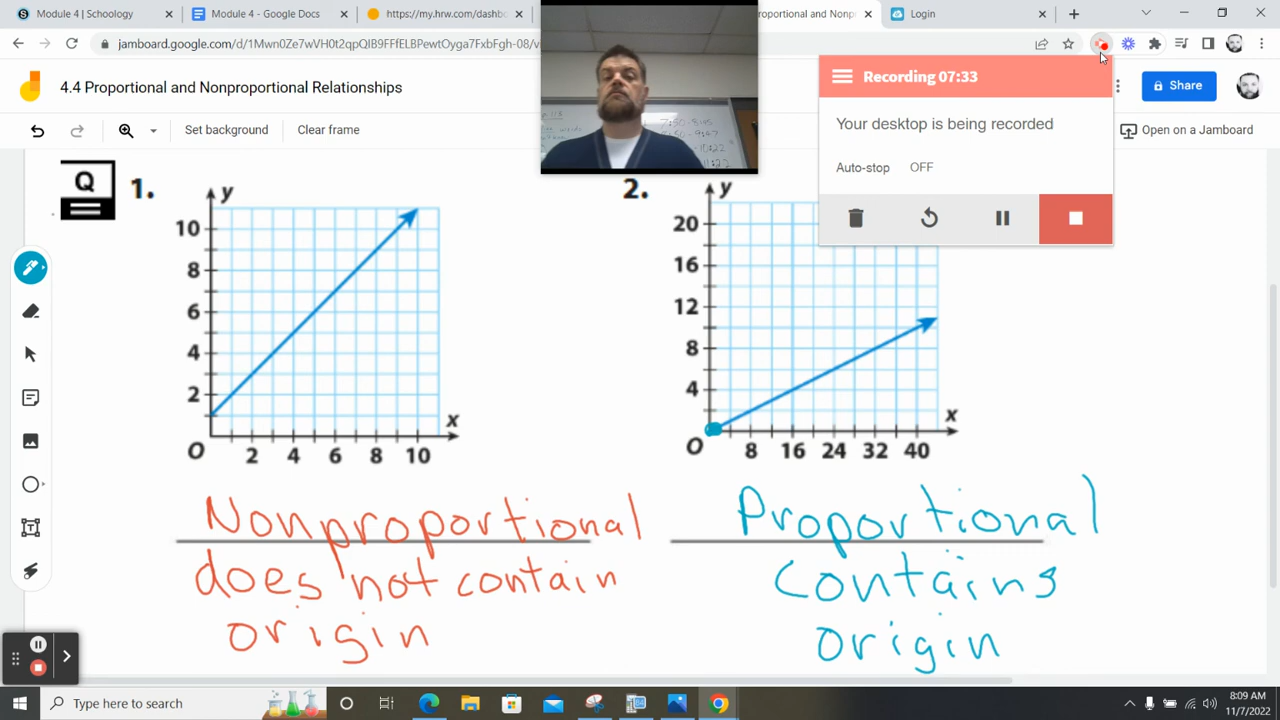 Module 4 | Schoology
Module 4 - Google Docs
https://my.hrw.com/dashb
roportional and Nonp
Login
jamboard.google.com/d/1Mwn0Ze7wVH0t2qpQIB9FFfELBPewtOyga7FxbFgh-08/v
Recording 07:33
4.4 Proportional and Nonproportional Relationships
Share
Your desktop is being recorded
Set background
Clear frame
Open on a Jamboard
Auto-stop OFF
Q
1.
y
10
8
6
4
2
O
2 4 6 8 10
x
2.
y
20
16
12
8
4
O
8 16 24 32 40
x
7:50 - 8:45
Nonproportional
does not contain
origin
Proportional
contains
origin
Type here to search
8:09 AM
11/7/2022